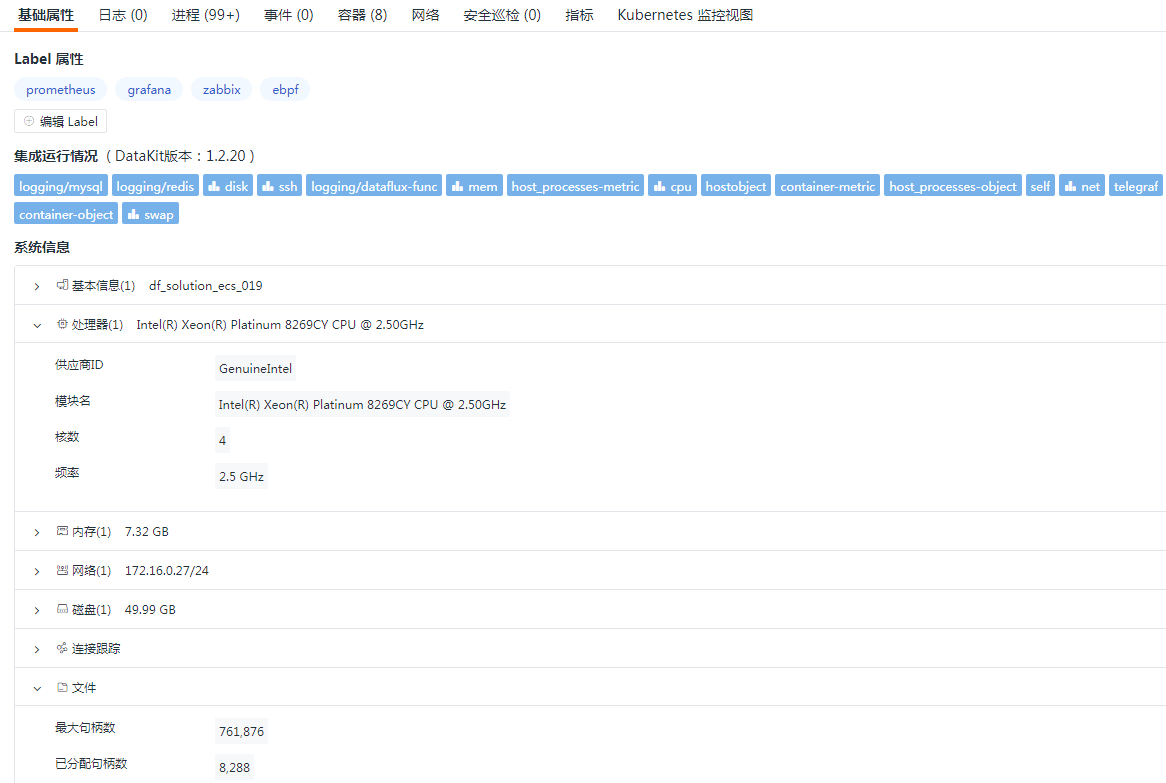 基础属性 日志 (0) 进程 (99+) 事件 (0) 容器 (8) 网络 安全巡检 (0) 指标 Kubernetes 监控视图
Label 属性
prometheus grafana zabbix ebpf
编辑 Label
集成运行情况 ( DataKit版本：1.2.20 )
logging/mysql logging/redis disk ssh logging/dataflux-func mem host_processes-metric cpu hostobject container-metric host_processes-object self net telegraf
container-object swap
系统信息
基本信息(1) df_solution_ecs_019
处理器(1) Intel(R) Xeon(R) Platinum 8269CY CPU @ 2.50GHz
供应商ID GenuineIntel
模块名 Intel(R) Xeon(R) Platinum 8269CY CPU @ 2.50GHz
核数 4
频率 2.5 GHz
内存(1) 7.32 GB
网络(1) 172.16.0.27/24
磁盘(1) 49.99 GB
连接跟踪
文件
最大句柄数 761,876
已分配句柄数 8,288